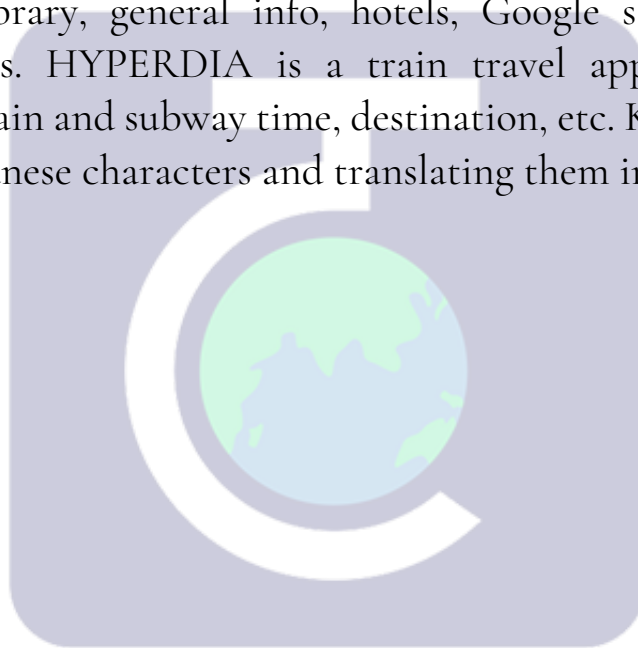 brary, general info, hotels, Google s
s. HYPERDIA is a train travel app
ain and subway time, destination, etc. K
nese characters and translating them in